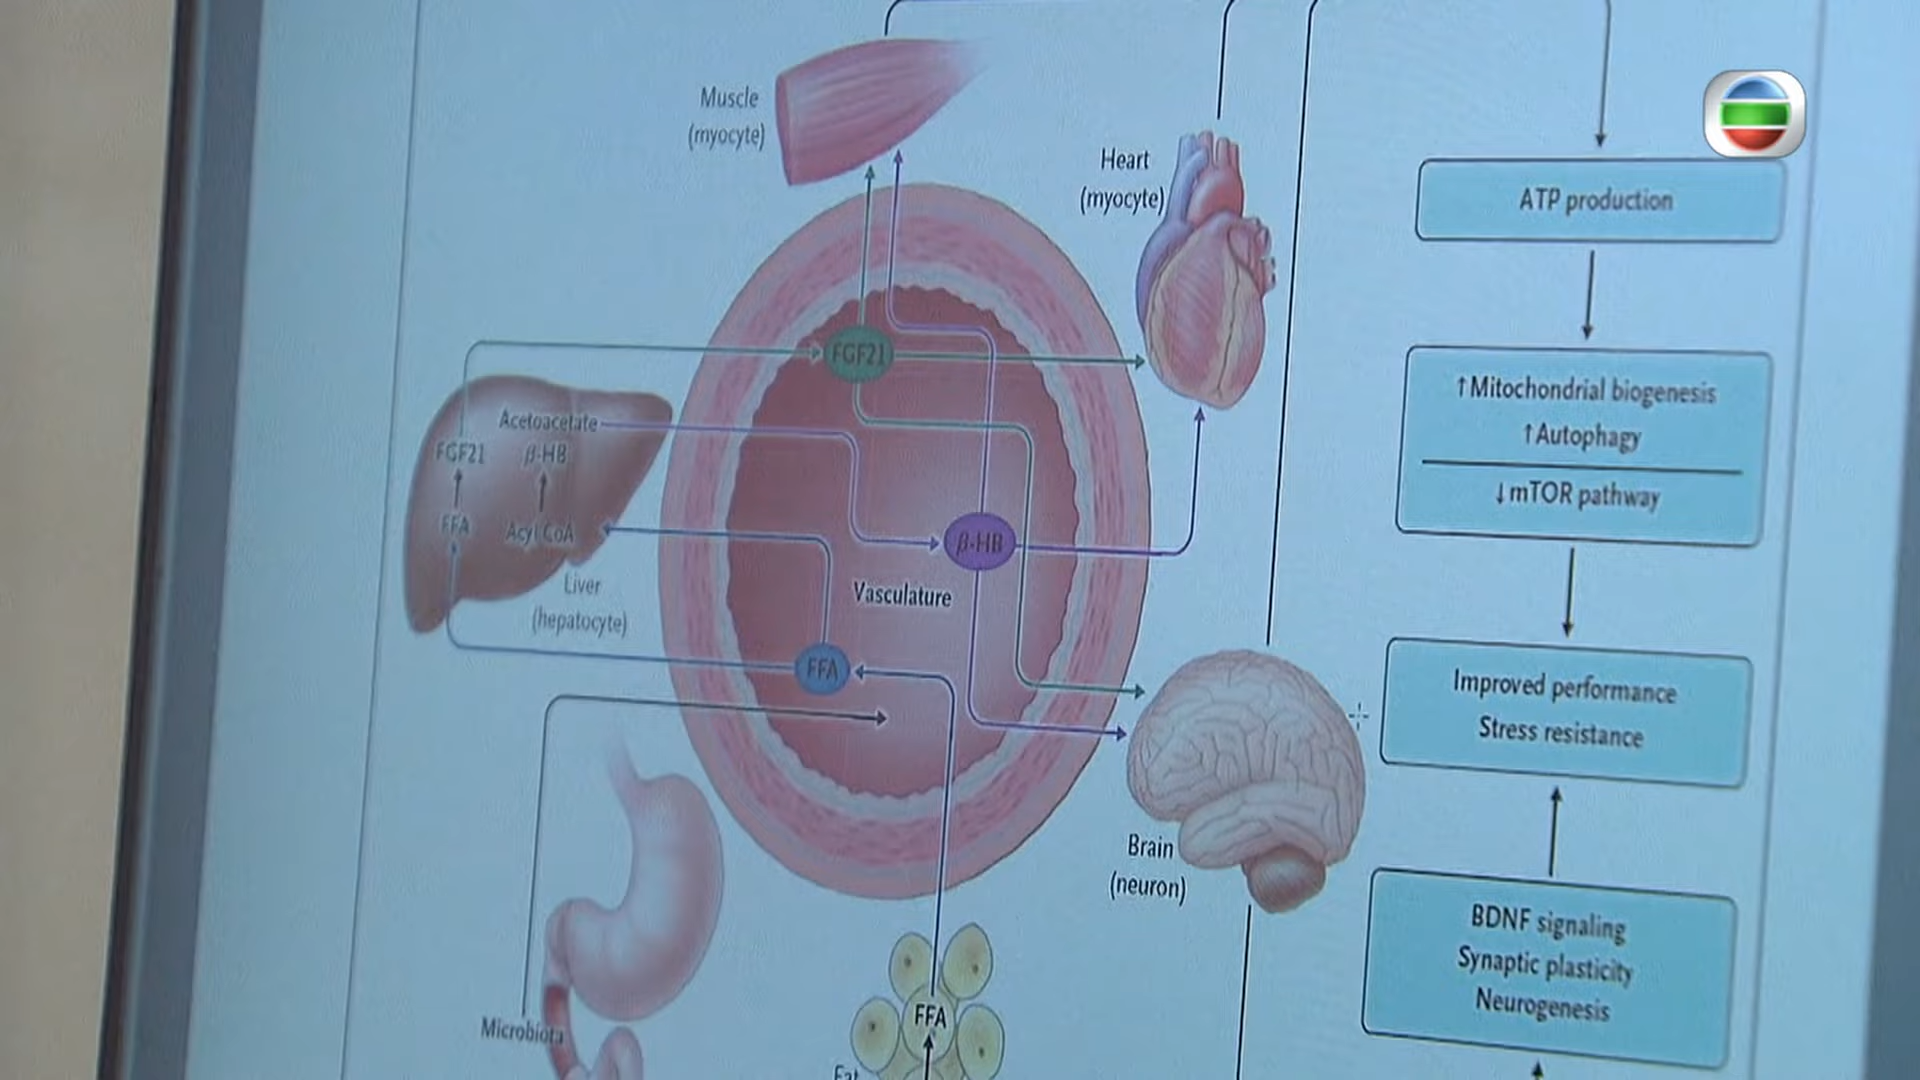 Muscle
(myocyte)
Heart
(myocyte)
ATP production
FGF21
↑Mitochondrial biogenesis
↑Autophagy
↓mTOR pathway
Acetoacetate
FGF21
β-HB
FFA
Acyl CoA
β-HB
Liver
(hepatocyte)
Vasculature
FFA
Improved performance
Stress resistance
Brain
(neuron)
BDNF signaling
Synaptic plasticity
Neurogenesis
Microbiota
FFA
Fat